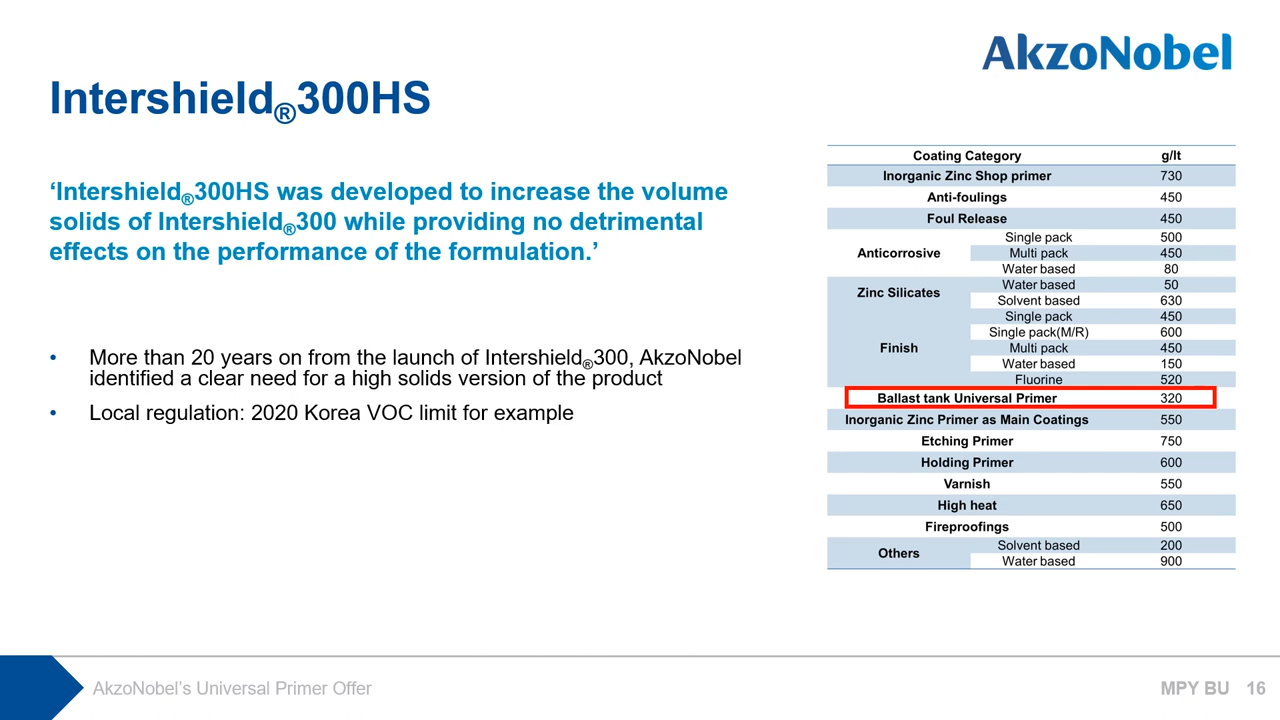 AkzoNobel
Intershield®300HS
‘Intershield®300HS was developed to increase the volume
solids of Intershield®300 while providing no detrimental
effects on the performance of the formulation.’
• More than 20 years on from the launch of Intershield®300, AkzoNobel
identified a clear need for a high solids version of the product
• Local regulation: 2020 Korea VOC limit for example
Coating Category g/lt
Inorganic Zinc Shop primer 730
Anti-foulings 450
Foul Release 450
Anticorrosive
Single pack 500
Multi pack 450
Water based 80
Zinc Silicates
Water based 50
Solvent based 630
Finish
Single pack 450
Single pack(M/R) 600
Multi pack 450
Water based 150
Fluorine 520
Ballast tank Universal Primer 320
Inorganic Zinc Primer as Main Coatings 550
Etching Primer 750
Holding Primer 600
Varnish 550
High heat 650
Fireproofings 500
Others
Solvent based 200
Water based 900
AkzoNobel’s Universal Primer Offer
MPY BU 16